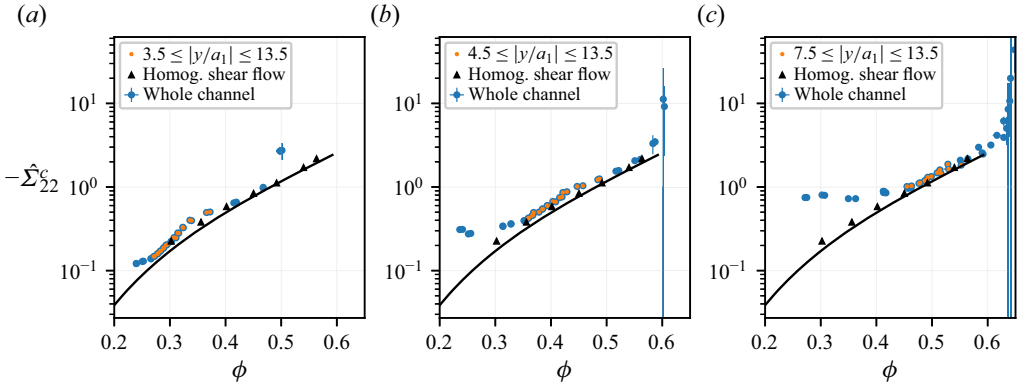 (a)
(b)
(c)
3.5 ≤ |y/a₁| ≤ 13.5
Homog. shear flow
Whole channel
4.5 ≤ |y/a₁| ≤ 13.5
Homog. shear flow
Whole channel
7.5 ≤ |y/a₁| ≤ 13.5
Homog. shear flow
Whole channel
10¹
10⁰
10⁻¹
−Σ̂ᶜ₂₂
10¹
10⁰
10⁻¹
10¹
10⁰
10⁻¹
0.2 0.3 0.4 0.5 0.6
0.2 0.3 0.4 0.5 0.6
0.2 0.3 0.4 0.5 0.6
ϕ
ϕ
ϕ